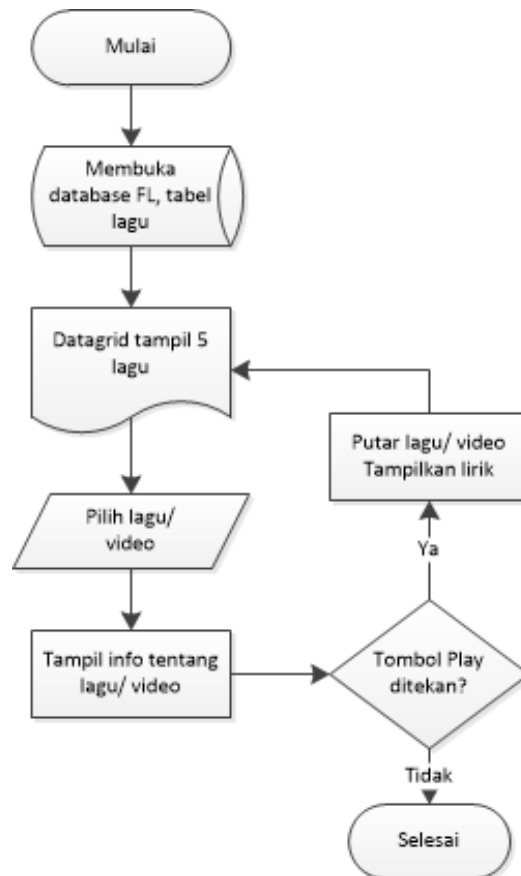 Mulai
Membuka
database FL, tabel
lagu
Datagrid tampil 5
lagu
Pilih lagu/
video
Tampil info tentang
lagu/ video
Tombol Play
ditekan?
Ya
Putar lagu/ video
Tampilkan lirik
Tidak
Selesai